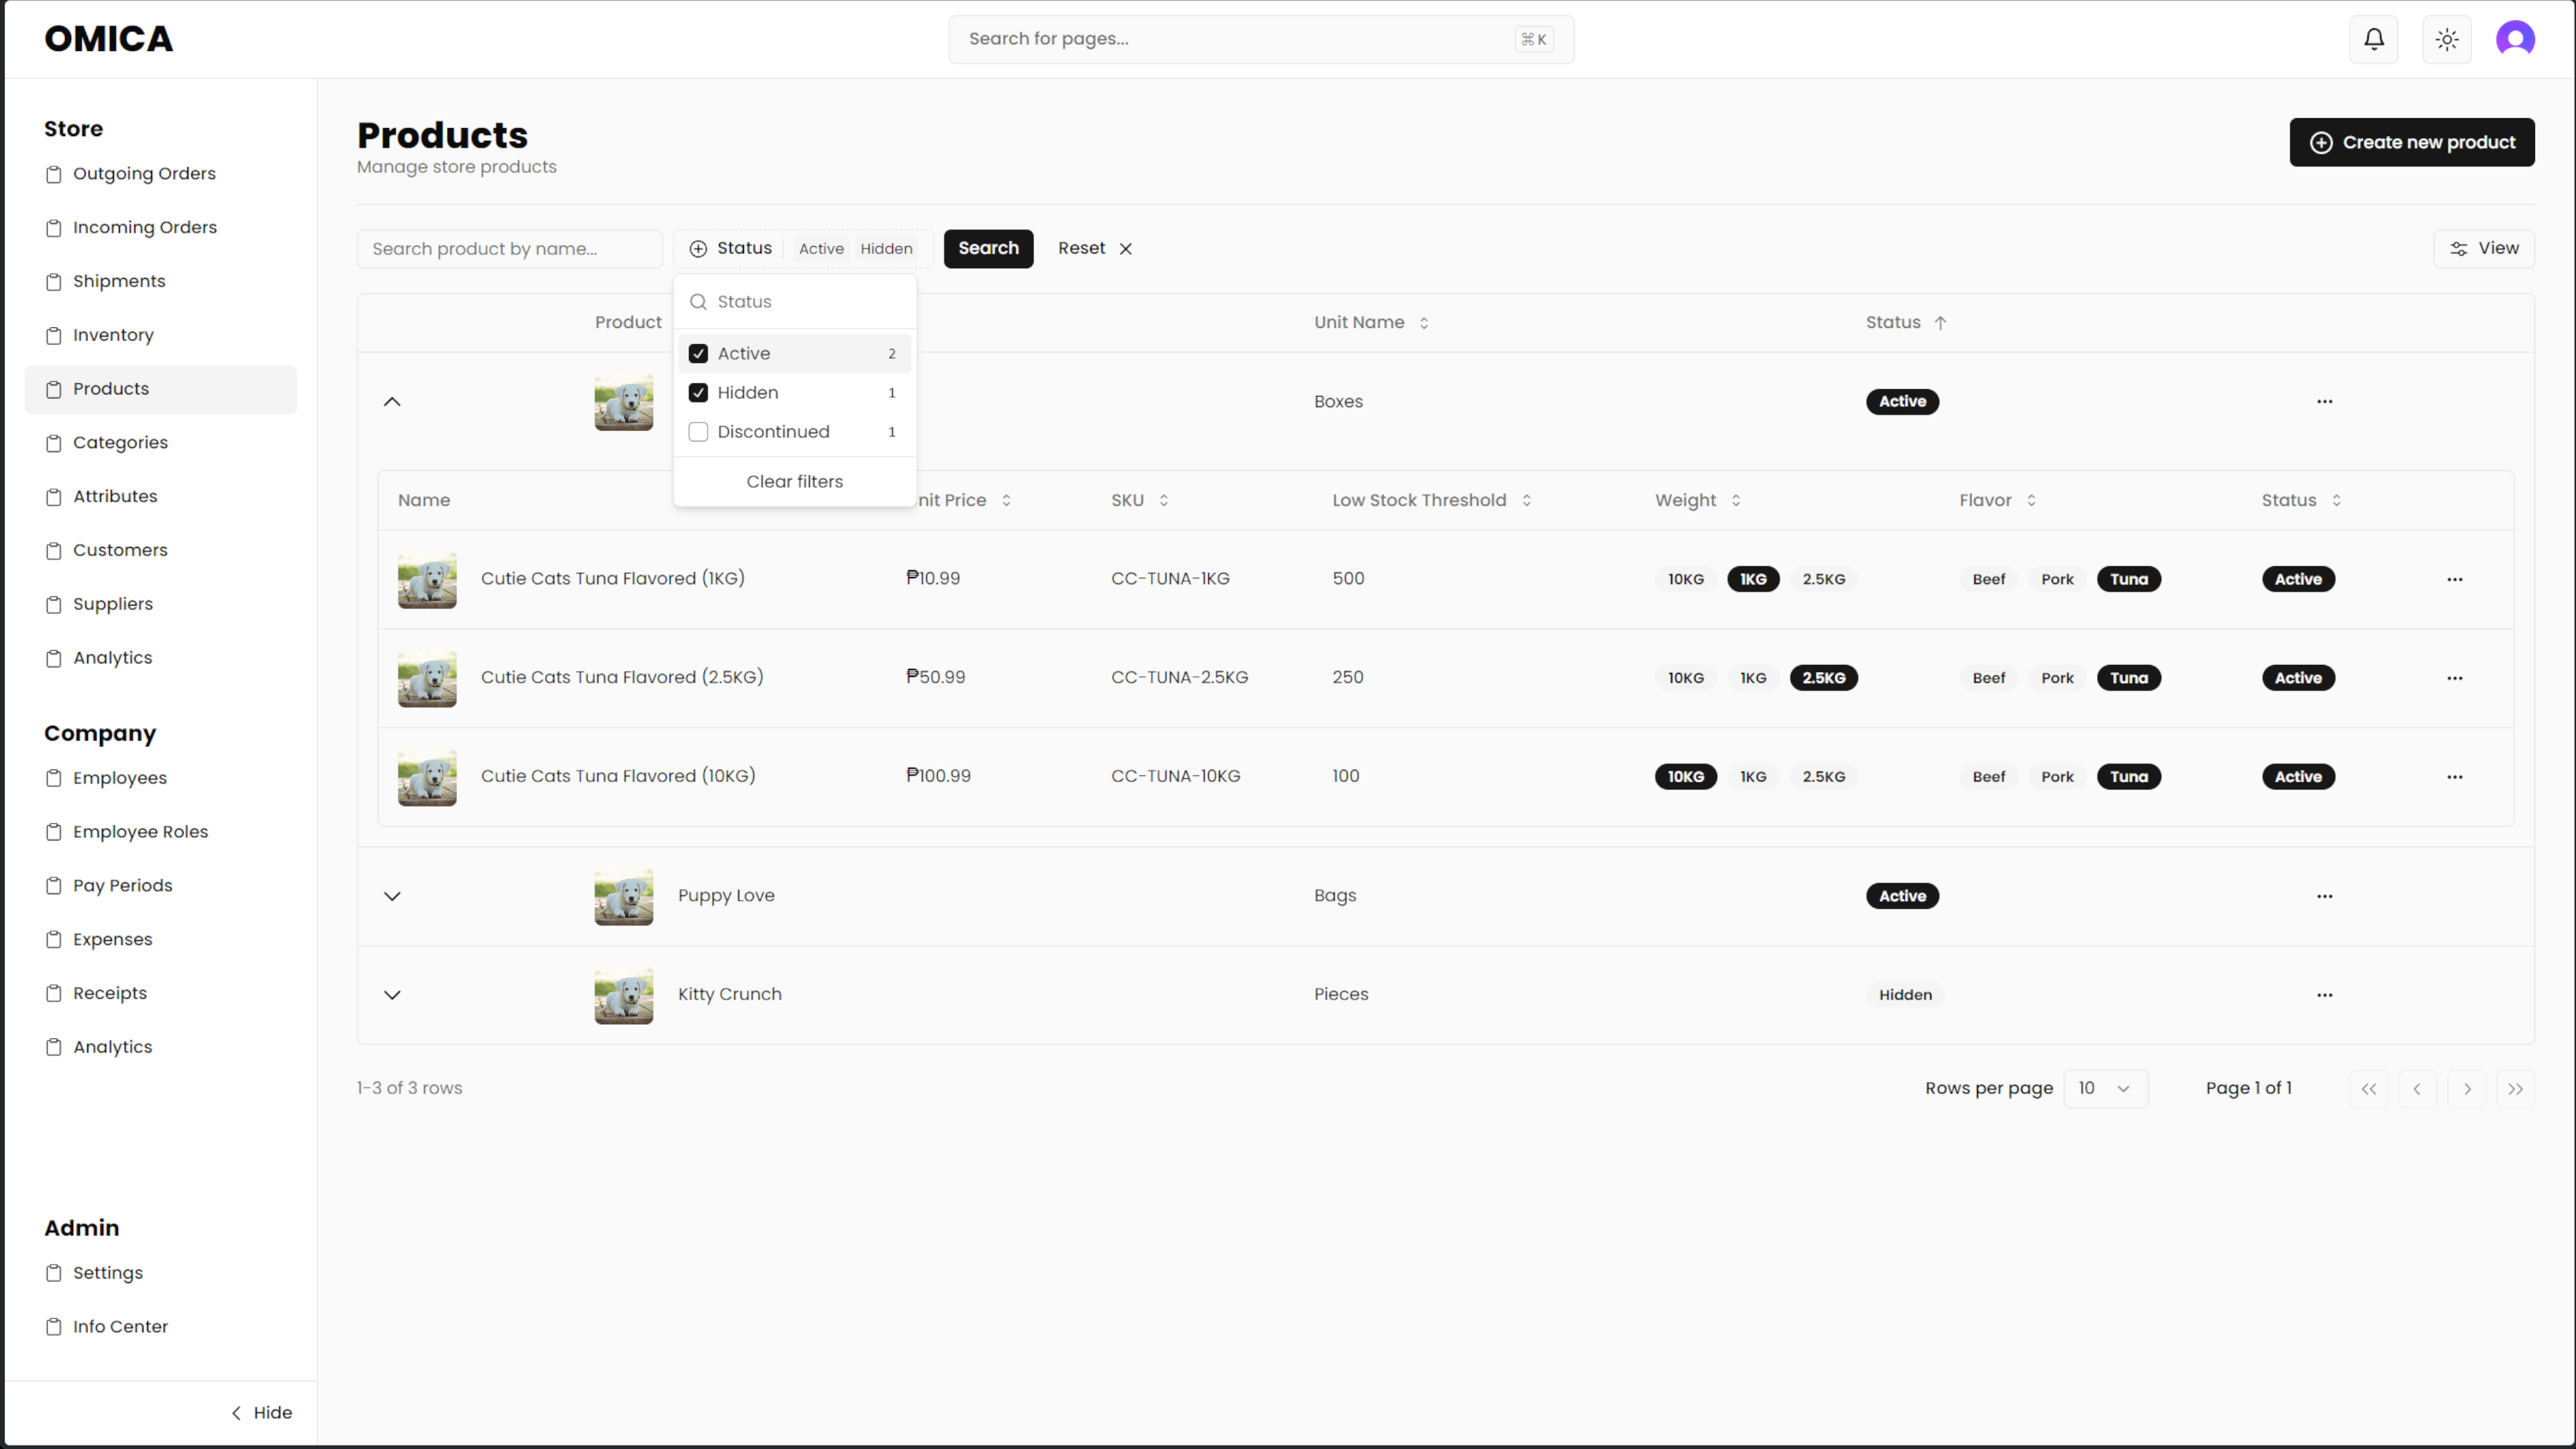 OMICA
Search for pages...
⌘ K
Store
Outgoing Orders
Incoming Orders
Shipments
Inventory
Products
Categories
Attributes
Customers
Suppliers
Analytics
Company
Employees
Employee Roles
Pay Periods
Expenses
Receipts
Analytics
Admin
Settings
Info Center
Hide
Products
Manage store products
Create new product
Search product by name...
Status Active Hidden
Search
Reset
View
Status
Active 2
Hidden 1
Discontinued 1
Clear filters
Product Unit Name Status
Boxes Active
Name Price SKU Low Stock Threshold Weight Flavor Status
Cutie Cats Tuna Flavored (1KG) ₱10.99 CC-TUNA-1KG 500 10KG 1KG 2.5KG Beef Pork Tuna Active
Cutie Cats Tuna Flavored (2.5KG) ₱50.99 CC-TUNA-2.5KG 250 10KG 1KG 2.5KG Beef Pork Tuna Active
Cutie Cats Tuna Flavored (10KG) ₱100.99 CC-TUNA-10KG 100 10KG 1KG 2.5KG Beef Pork Tuna Active
Puppy Love Bags Active
Kitty Crunch Pieces Hidden
1-3 of 3 rows
Rows per page 10
Page 1 of 1